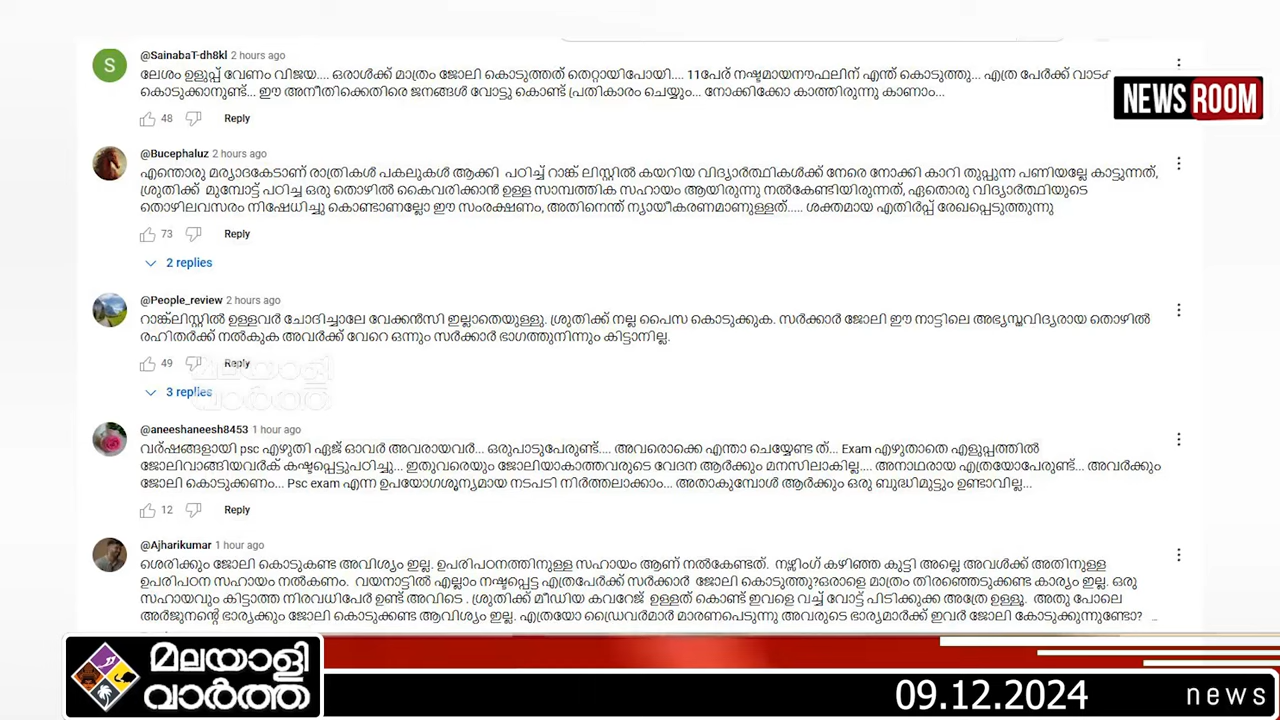 @SainabaT-dh8kl 2 hours ago
S
ലേശം ഉളുപ്പ് വേണം വിജയ.... ഒരാൾക്ക് മാത്രം ജോലി കൊടുത്തത് തെറ്റായിപോയി.... 11പേര് നഷ്ടമായനൗഫലിന് എന്ത് കൊടുത്തു... എത്ര പേർക്ക്
കൊടുക്കാനുണ്ട്... ഈ അനീതിക്കെതിരെ ജനങ്ങൾ വോട്ടു കൊണ്ട് പ്രതികാരം ചെയ്യും... നോക്കിക്കോ കാത്തിരുന്നു കാണാം...
NEWS ROOM
48 Reply
@Bucephaluz 2 hours ago
എന്തൊരു മര്യാദകേടാണ് രാത്രികൾ പകലുകൾ ആക്കി പഠിച്ച് റാങ്ക് ലിസ്റ്റിൽ കയറിയ വിദ്യാർത്ഥികൾക്ക് നേരെ നോക്കി കാറി തുപ്പുന്ന പണിയല്ലേ കാട്ടുന്നത്,
ശ്രുതിക്ക് മുമ്പോട്ട് പഠിച്ച ഒരു തൊഴിൽ കൈവരിക്കാൻ ഉള്ള സാമ്പത്തിക സഹായം ആയിരുന്നു നൽകേണ്ടിയിരുന്നത്, ഏതൊരു വിദ്യാർത്ഥിയുടെ
തൊഴിലവസരം നിഷേധിച്ചു കൊണ്ടാണല്ലോ ഈ സംരക്ഷണം, അതിനെന്ത് ന്യായീകരണമാണുള്ളത്..... ശക്തമായ എതിർപ്പ് രേഖപ്പെടുത്തുന്നു
73 Reply
2 replies
@People_review 2 hours ago
റാങ്ക്‌ലിസ്റ്റിൽ ഉള്ളവർ ചോദിച്ചാലേ വേക്കൻസി ഇല്ലാതെയുള്ളു. ശ്രുതിക്ക് നല്ല പൈസ കൊടുക്കുക. സർക്കാർ ജോലി ഈ നാട്ടിലെ അഭ്യസ്തവിദ്യരായ തൊഴിൽ
രഹിതർക്ക് നൽകുക അവർക്ക് വേറെ ഒന്നും സർക്കാർ ഭാഗത്തുനിന്നും കിട്ടാനില്ല.
49 Reply
മലയാളി
വാർത്ത
3 replies
@aneeshaneesh8453 1 hour ago
വർഷങ്ങളായി psc എഴുതി ഏജ് ഓവർ അവരായവർ... ഒരുപാടുപേരുണ്ട്.... അവരൊക്കെ എന്താ ചെയ്യേണ്ട ത്... Exam എഴുതാതെ എളുപ്പത്തിൽ
ജോലിവാങ്ങിയവർക് കഷ്ടപ്പെട്ടുപഠിച്ചു... ഇതുവരെയും ജോലിയാകാത്തവരുടെ വേദന ആർക്കും മനസിലാകില്ല.... അനാഥരായ എത്രയോപേരുണ്ട്... അവർക്കും
ജോലി കൊടുക്കണം... Psc exam എന്ന ഉപയോഗശൂന്യമായ നടപടി നിർത്തലാക്കാം... അതാകുമ്പോൾ ആർക്കും ഒരു ബുദ്ധിമുട്ടും ഉണ്ടാവില്ല...
12 Reply
@Ajharikumar 1 hour ago
ശെരിക്കും ജോലി കൊടുകണ്ട അവിശ്യം ഇല്ല. ഉപരിപഠനത്തിനുള്ള സഹായം ആണ് നൽകേണ്ടത്. നഴ്സിംഗ് കഴിഞ്ഞ കുട്ടി അല്ലെ അവൾക്ക് അതിനുള്ള
ഉപരിപഠന സഹായം നൽകണം. വയനാട്ടിൽ എല്ലാം നഷ്ടപ്പെട്ട എത്രപേർക്ക് സർക്കാർ ജോലി കൊടുത്തു?ഒരാളെ മാത്രം തിരഞ്ഞെടുക്കണ്ട കാര്യം ഇല്ല. ഒരു
സഹായവും കിട്ടാത്ത നിരവധിപേർ ഉണ്ട് അവിടെ . ശ്രുതിക്ക് മീഡിയ കവറേജ് ഉള്ളത് കൊണ്ട് ഇവളെ വച്ച് വോട്ട് പിടിക്കുക്ക അത്രേ ഉള്ളൂ. അതു പോലെ
അർജുനന്റെ ഭാര്യക്കും ജോലി കൊടുക്കണ്ട ആവിശ്യം ഇല്ല. എത്രയോ ഡ്രൈവർമാർ മാരണപെടുന്നു അവരുടെ ഭാര്യമാർക്ക് ഇവർ ജോലി കോടുക്കുന്നുണ്ടോ?
മലയാളി
വാർത്ത
09.12.2024
news